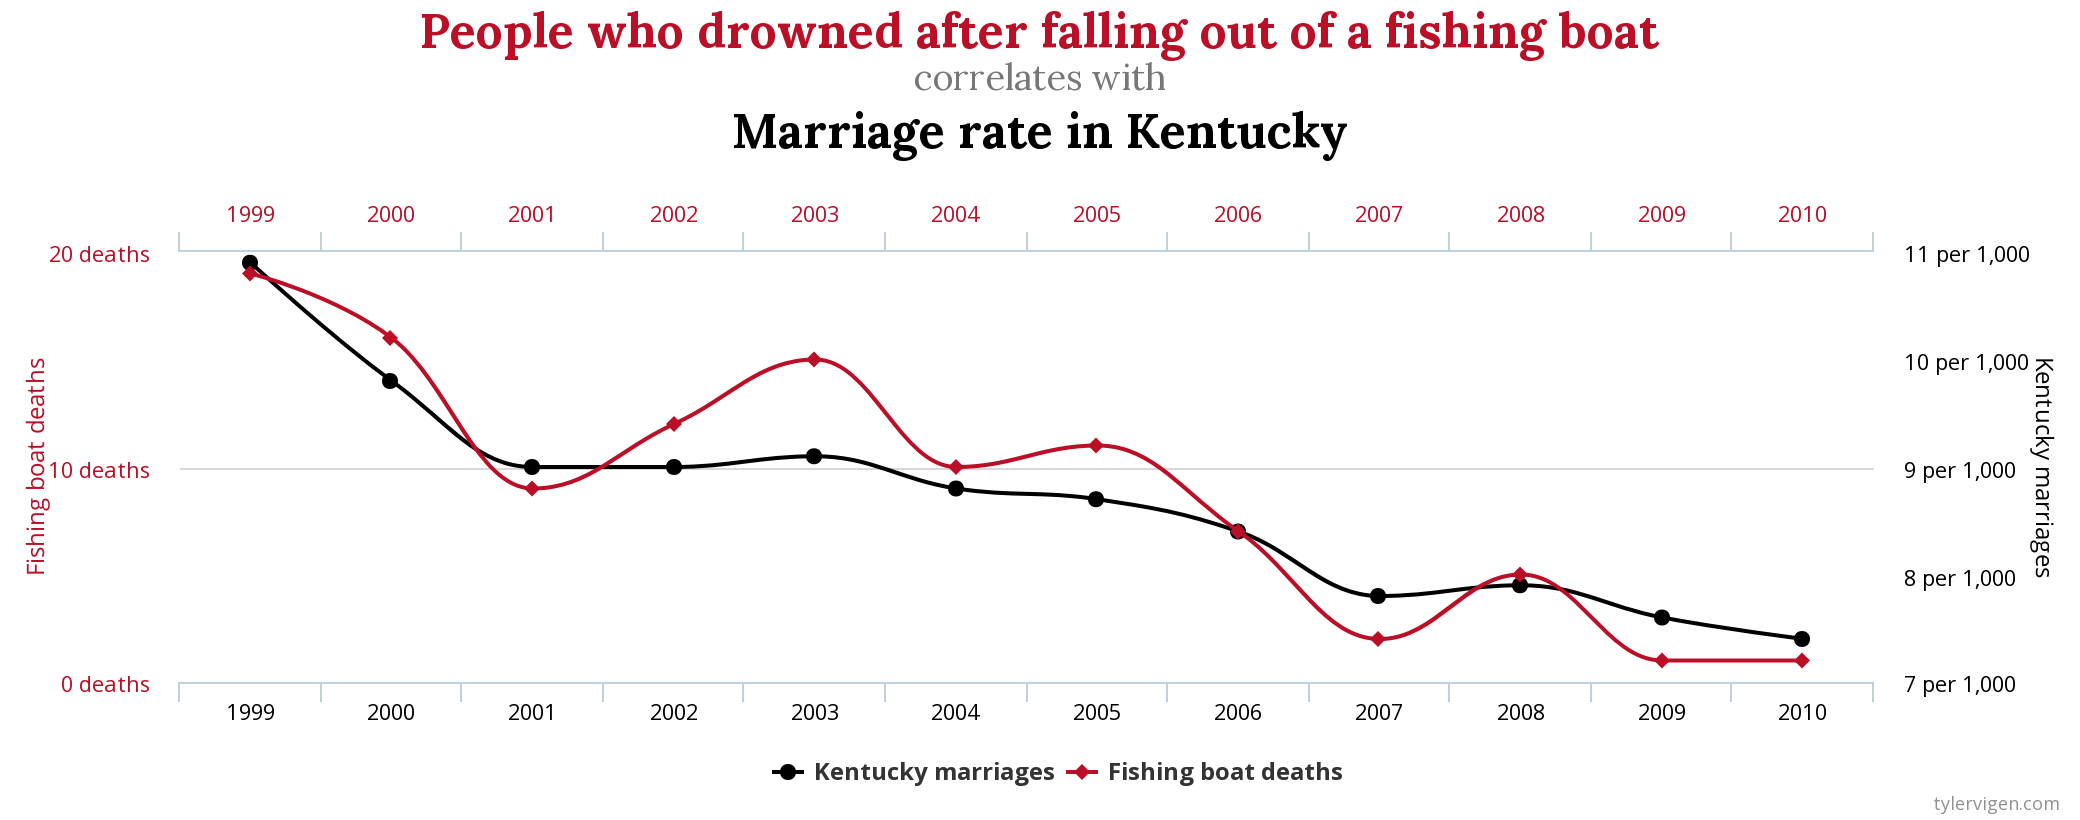 People who drowned after falling out of a fishing boat
correlates with
Marriage rate in Kentucky
1999 2000 2001 2002 2003 2004 2005 2006 2007 2008 2009 2010
20 deaths
11 per 1,000
10 per 1,000
Fishing boat deaths
Kentucky marriages
10 deaths
9 per 1,000
8 per 1,000
0 deaths
7 per 1,000
1999 2000 2001 2002 2003 2004 2005 2006 2007 2008 2009 2010
Kentucky marriages Fishing boat deaths
tylervigen.com